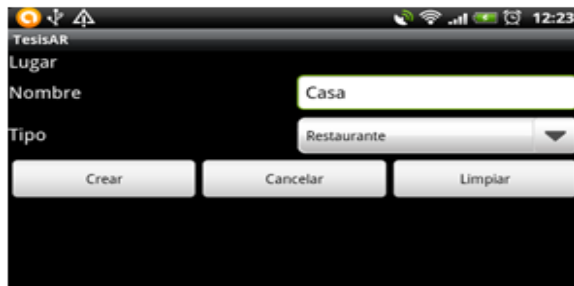 12:23
TesisAR
Lugar
Nombre Casa
Tipo Restaurante
Crear Cancelar Limpiar